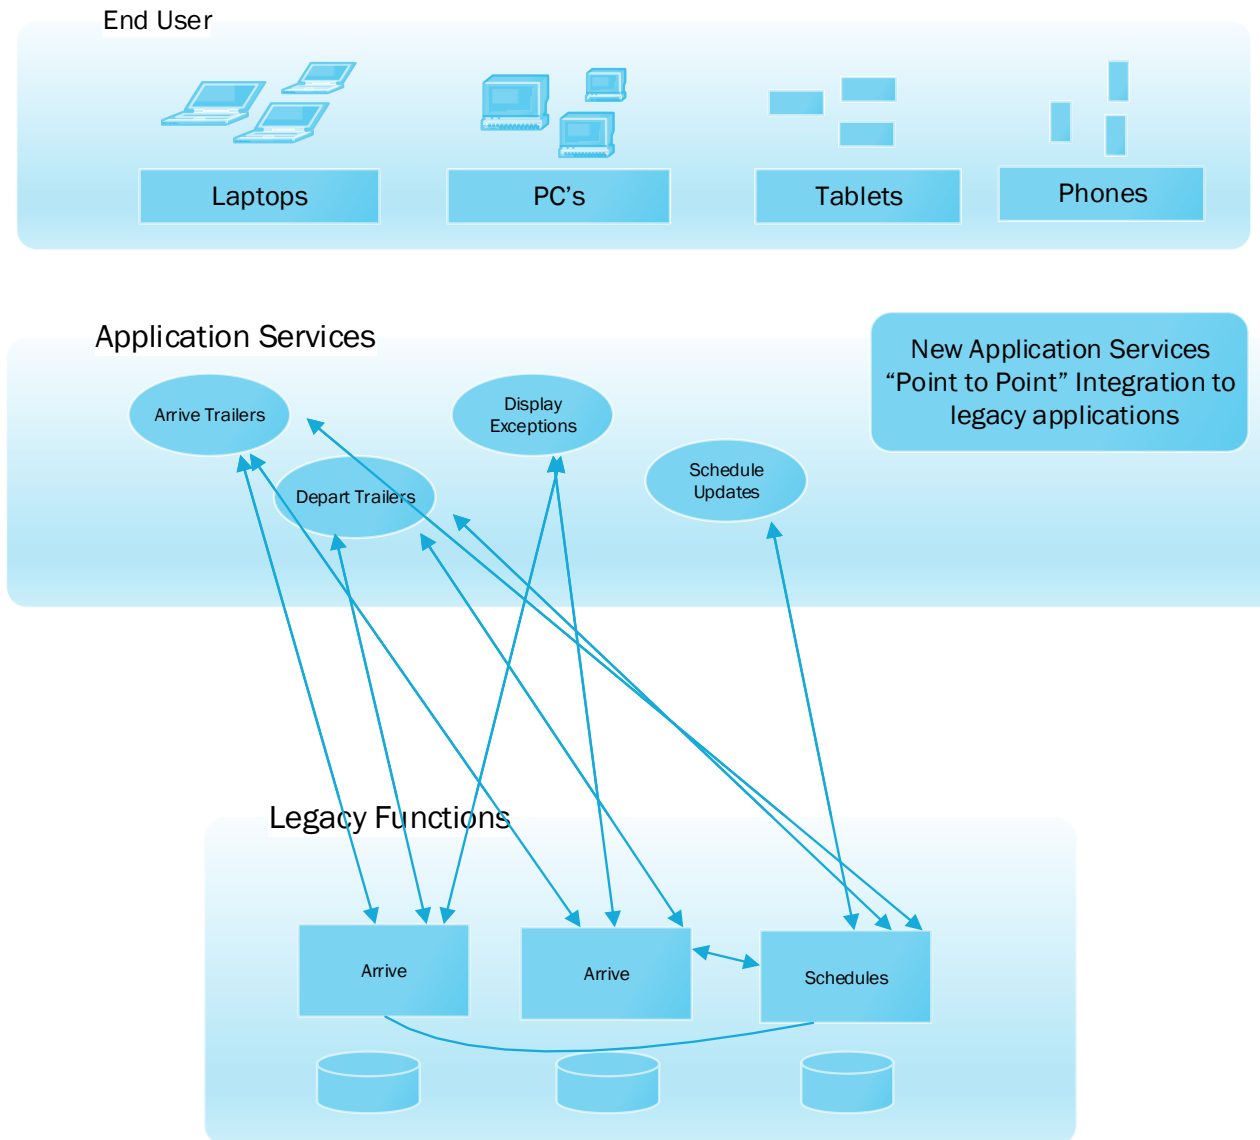 End User
Laptops
PC’s
Tablets
Phones
Application Services
New Application Services
“Point to Point” Integration to
legacy applications
Arrive Trailers
Display
Exceptions
Depart Trailers
Schedule
Updates
Legacy Functions
Arrive
Arrive
Schedules